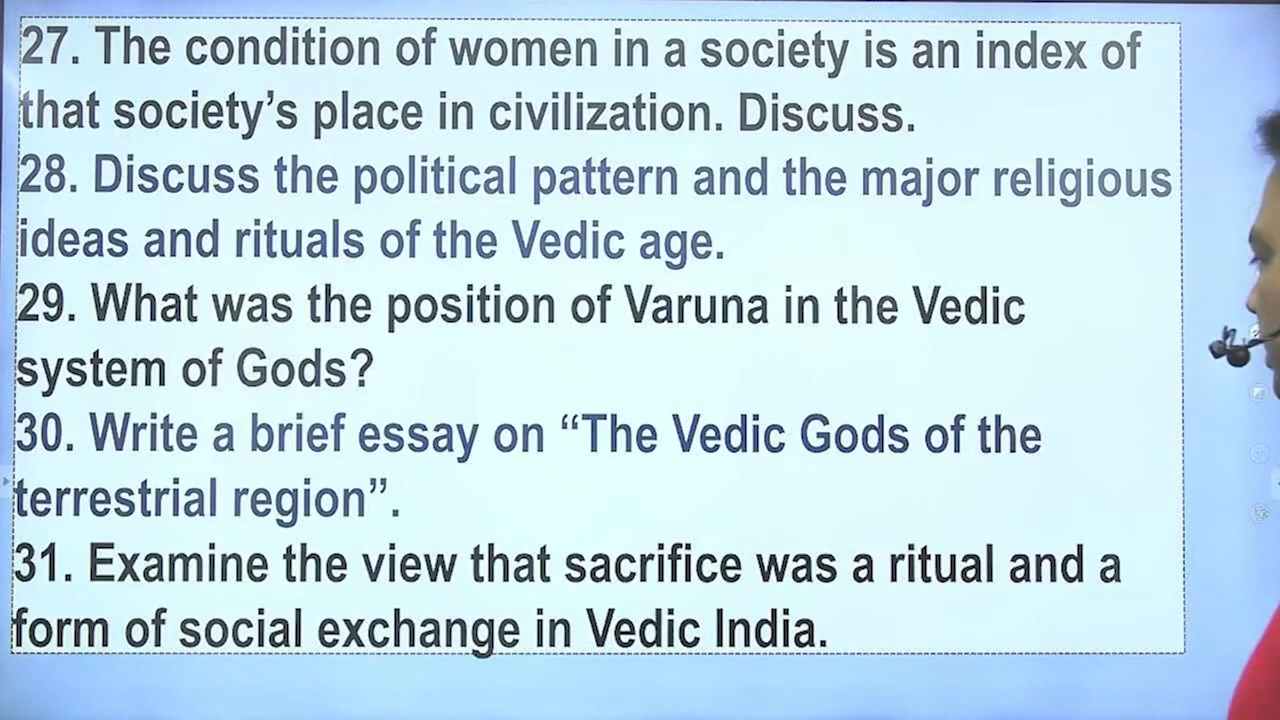 27. The condition of women in a society is an index of
that society’s place in civilization. Discuss.
28. Discuss the political pattern and the major religious
ideas and rituals of the Vedic age.
29. What was the position of Varuna in the Vedic
system of Gods?
30. Write a brief essay on “The Vedic Gods of the
terrestrial region”.
31. Examine the view that sacrifice was a ritual and a
form of social exchange in Vedic India.